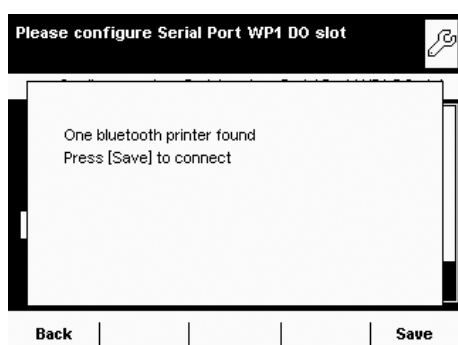 Please configure Serial Port WP1 DO slot
One bluetooth printer found
Press [Save] to connect
Back
Save